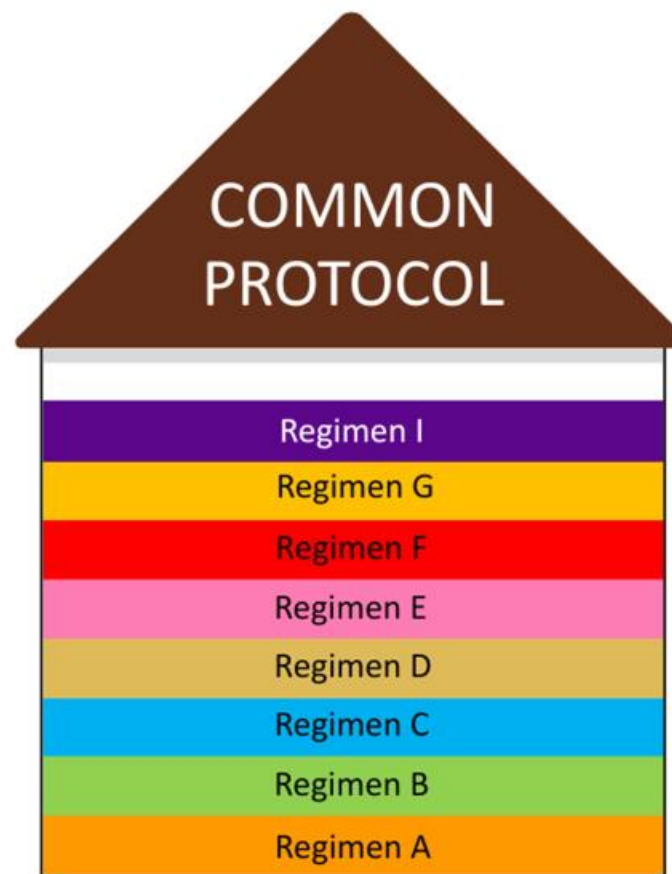 COMMON
PROTOCOL
Regimen I
Regimen G
Regimen F
Regimen E
Regimen D
Regimen C
Regimen B
Regimen A